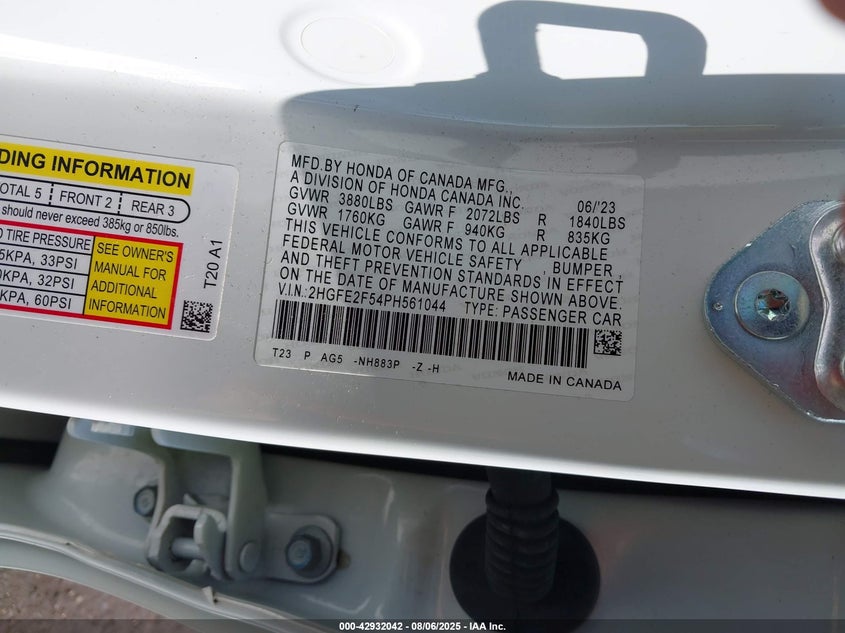 DING INFORMATION
OTAL 5 FRONT 2 REAR 3
should never exceed 385kg or 850lbs.
TIRE PRESSURE
5KPA, 33PSI
0KPA, 32PSI
KPA, 60PSI
SEE OWNER'S
MANUAL FOR
ADDITIONAL
INFORMATION
T20 A1
MFD.BY HONDA OF CANADA MFG.,
A DIVISION OF HONDA CANADA INC. 06/'23
GVWR 3880LBS GAWR F 2072LBS R 1840LBS
GVWR 1760KG GAWR F 940KG R 835KG
THIS VEHICLE CONFORMS TO ALL APPLICABLE
FEDERAL MOTOR VEHICLE SAFETY , BUMPER ,
AND THEFT PREVENTION STANDARDS IN EFFECT
ON THE DATE OF MANUFACTURE SHOWN ABOVE.
V.I.N.:2HGFE2F54PH561044 TYPE: PASSENGER CAR
T23 P AG5 -NH883P -Z -H
MADE IN CANADA
000-42932042 - 08/06/2025 - IAA Inc.